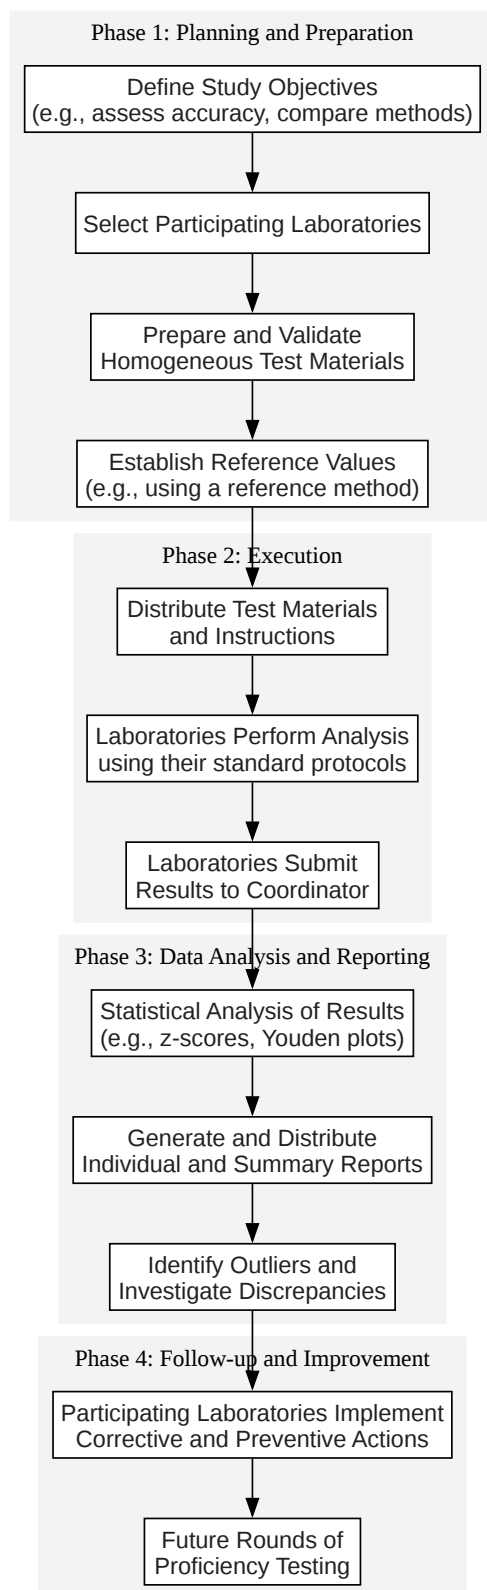 Phase 1: Planning and Preparation
Define Study Objectives
(e.g., assess accuracy, compare methods)
Select Participating Laboratories
Prepare and Validate
Homogeneous Test Materials
Establish Reference Values
(e.g., using a reference method)
Phase 2: Execution
Distribute Test Materials
and Instructions
Laboratories Perform Analysis
using their standard protocols
Laboratories Submit
Results to Coordinator
Phase 3: Data Analysis and Reporting
Statistical Analysis of Results
(e.g., z-scores, Youden plots)
Generate and Distribute
Individual and Summary Reports
Identify Outliers and
Investigate Discrepancies
Phase 4: Follow-up and Improvement
Participating Laboratories Implement
Corrective and Preventive Actions
Future Rounds of
Proficiency Testing